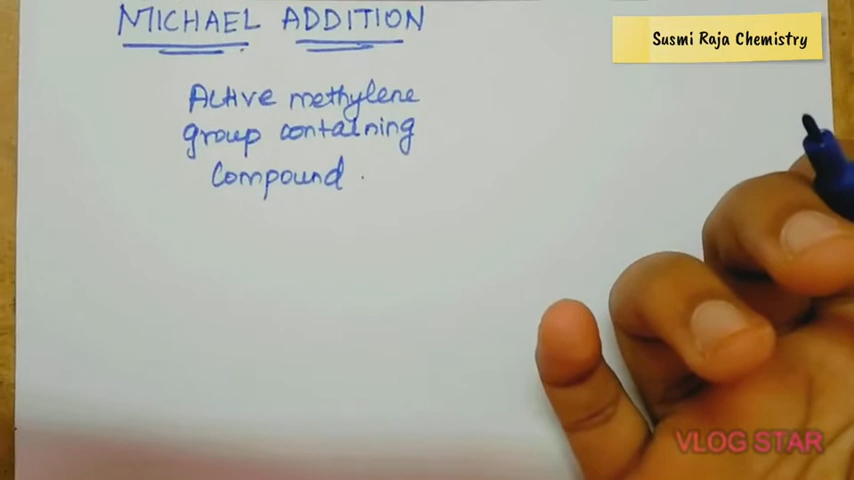 MICHAEL ADDITION
Susmi Raja Chemistry
Active methylene
group containing
compound.
VLOG STAR